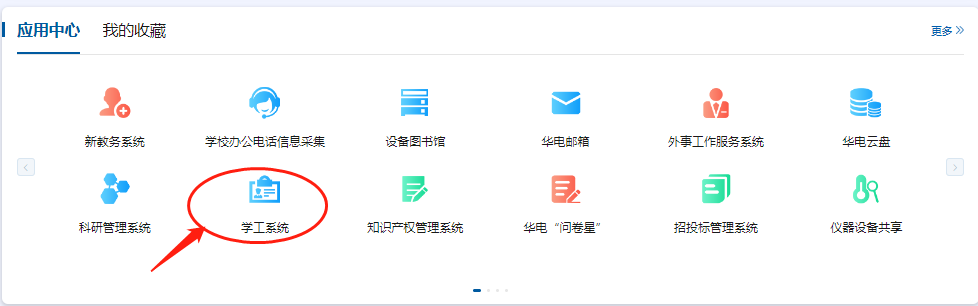 应用中心 我的收藏 更多
新教务系统 学校办公电话信息采集 设备图书馆 华电邮箱 外事工作服务系统 华电云盘
科研管理系统 学工系统 知识产权管理系统 华电“问卷星” 招投标管理系统 仪器设备共享